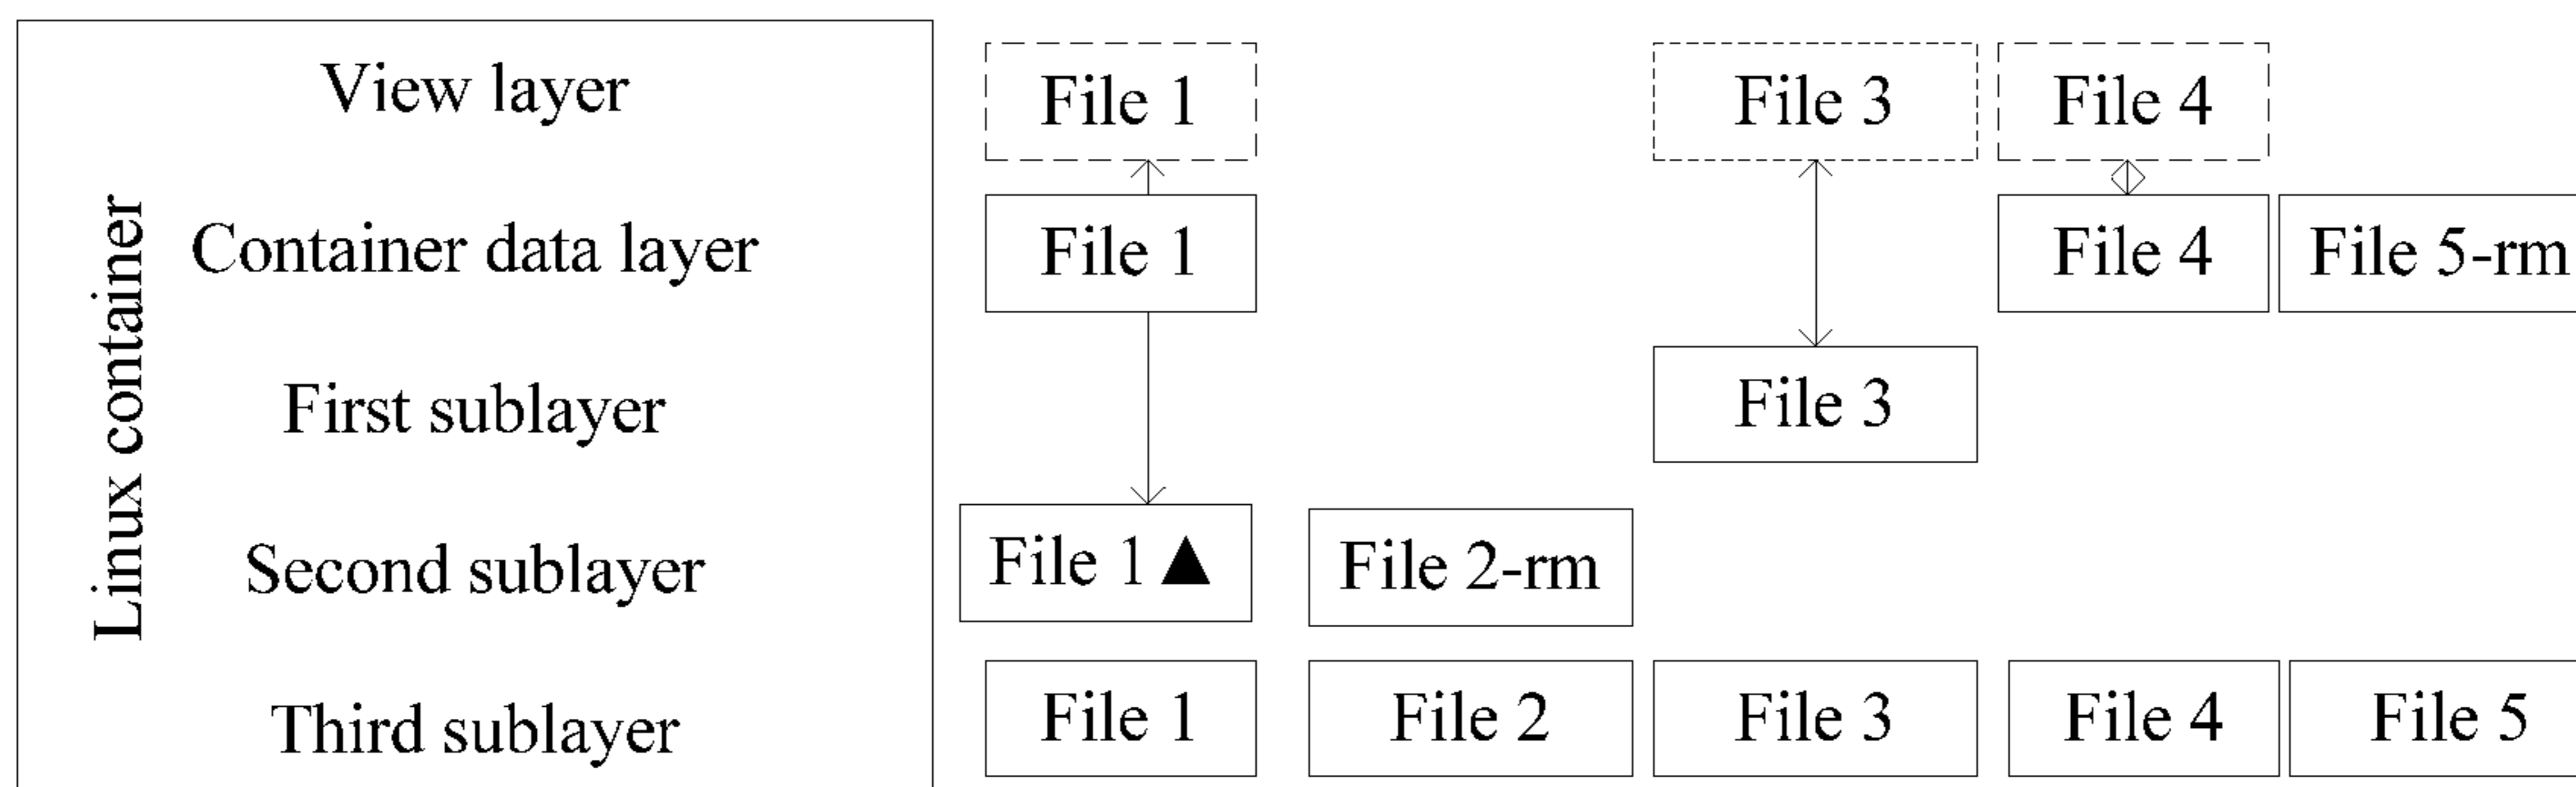 Linux container
View layer
File 1
File 3
File 4
Container data layer
File 1
File 4
File 5-rm
First sublayer
File 3
Second sublayer
File 1▲
File 2-rm
Third sublayer
File 1
File 2
File 3
File 4
File 5